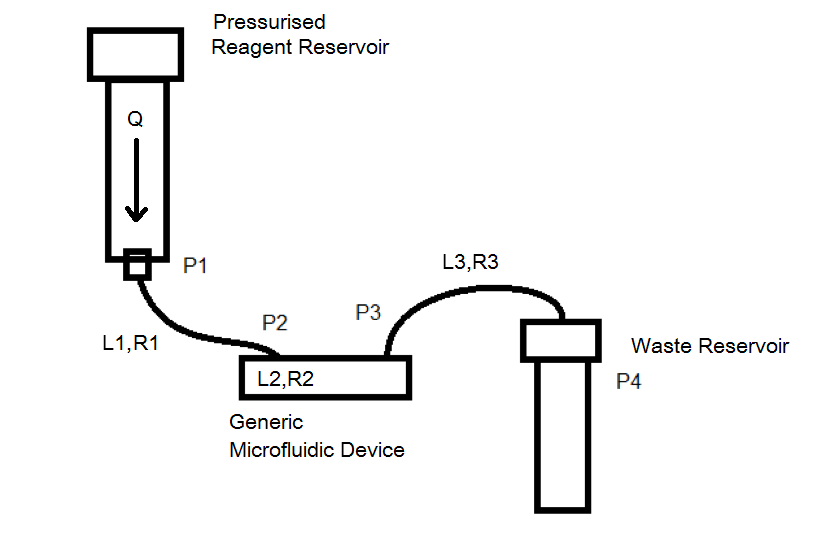 Pressurised
Reagent Reservoir
Q
P1
L1,R1
P2
P3
L3,R3
L2,R2
Generic
Microfluidic Device
Waste Reservoir
P4